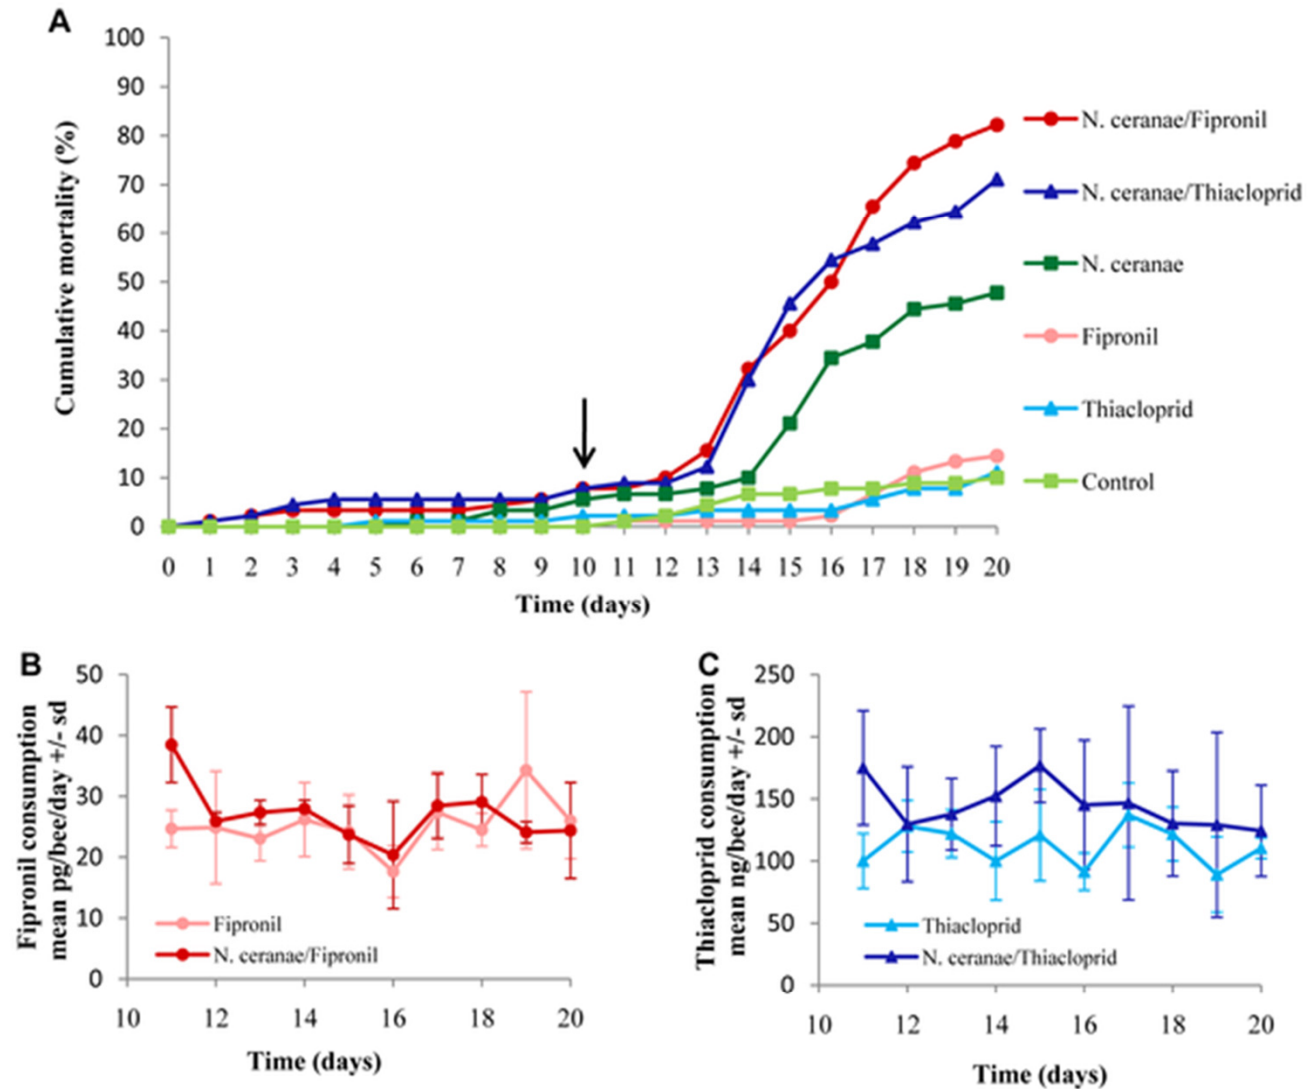 A
100
90
80
70
60
50
40
30
20
10
0
Cumulative mortality (%)
0 1 2 3 4 5 6 7 8 9 10 11 12 13 14 15 16 17 18 19 20
Time (days)
N. ceranae/Fipronil
N. ceranae/Thiacloprid
N. ceranae
Fipronil
Thiacloprid
Control
B
50
40
30
20
10
0
Fipronil consumption
mean pg/bee/day +/- sd
Fipronil
N. ceranae/Fipronil
10 12 14 16 18 20
Time (days)
C
250
200
150
100
50
0
Thiacloprid consumption
mean ng/bee/day +/- sd
Thiacloprid
N. ceranae/Thiacloprid
10 12 14 16 18 20
Time (days)